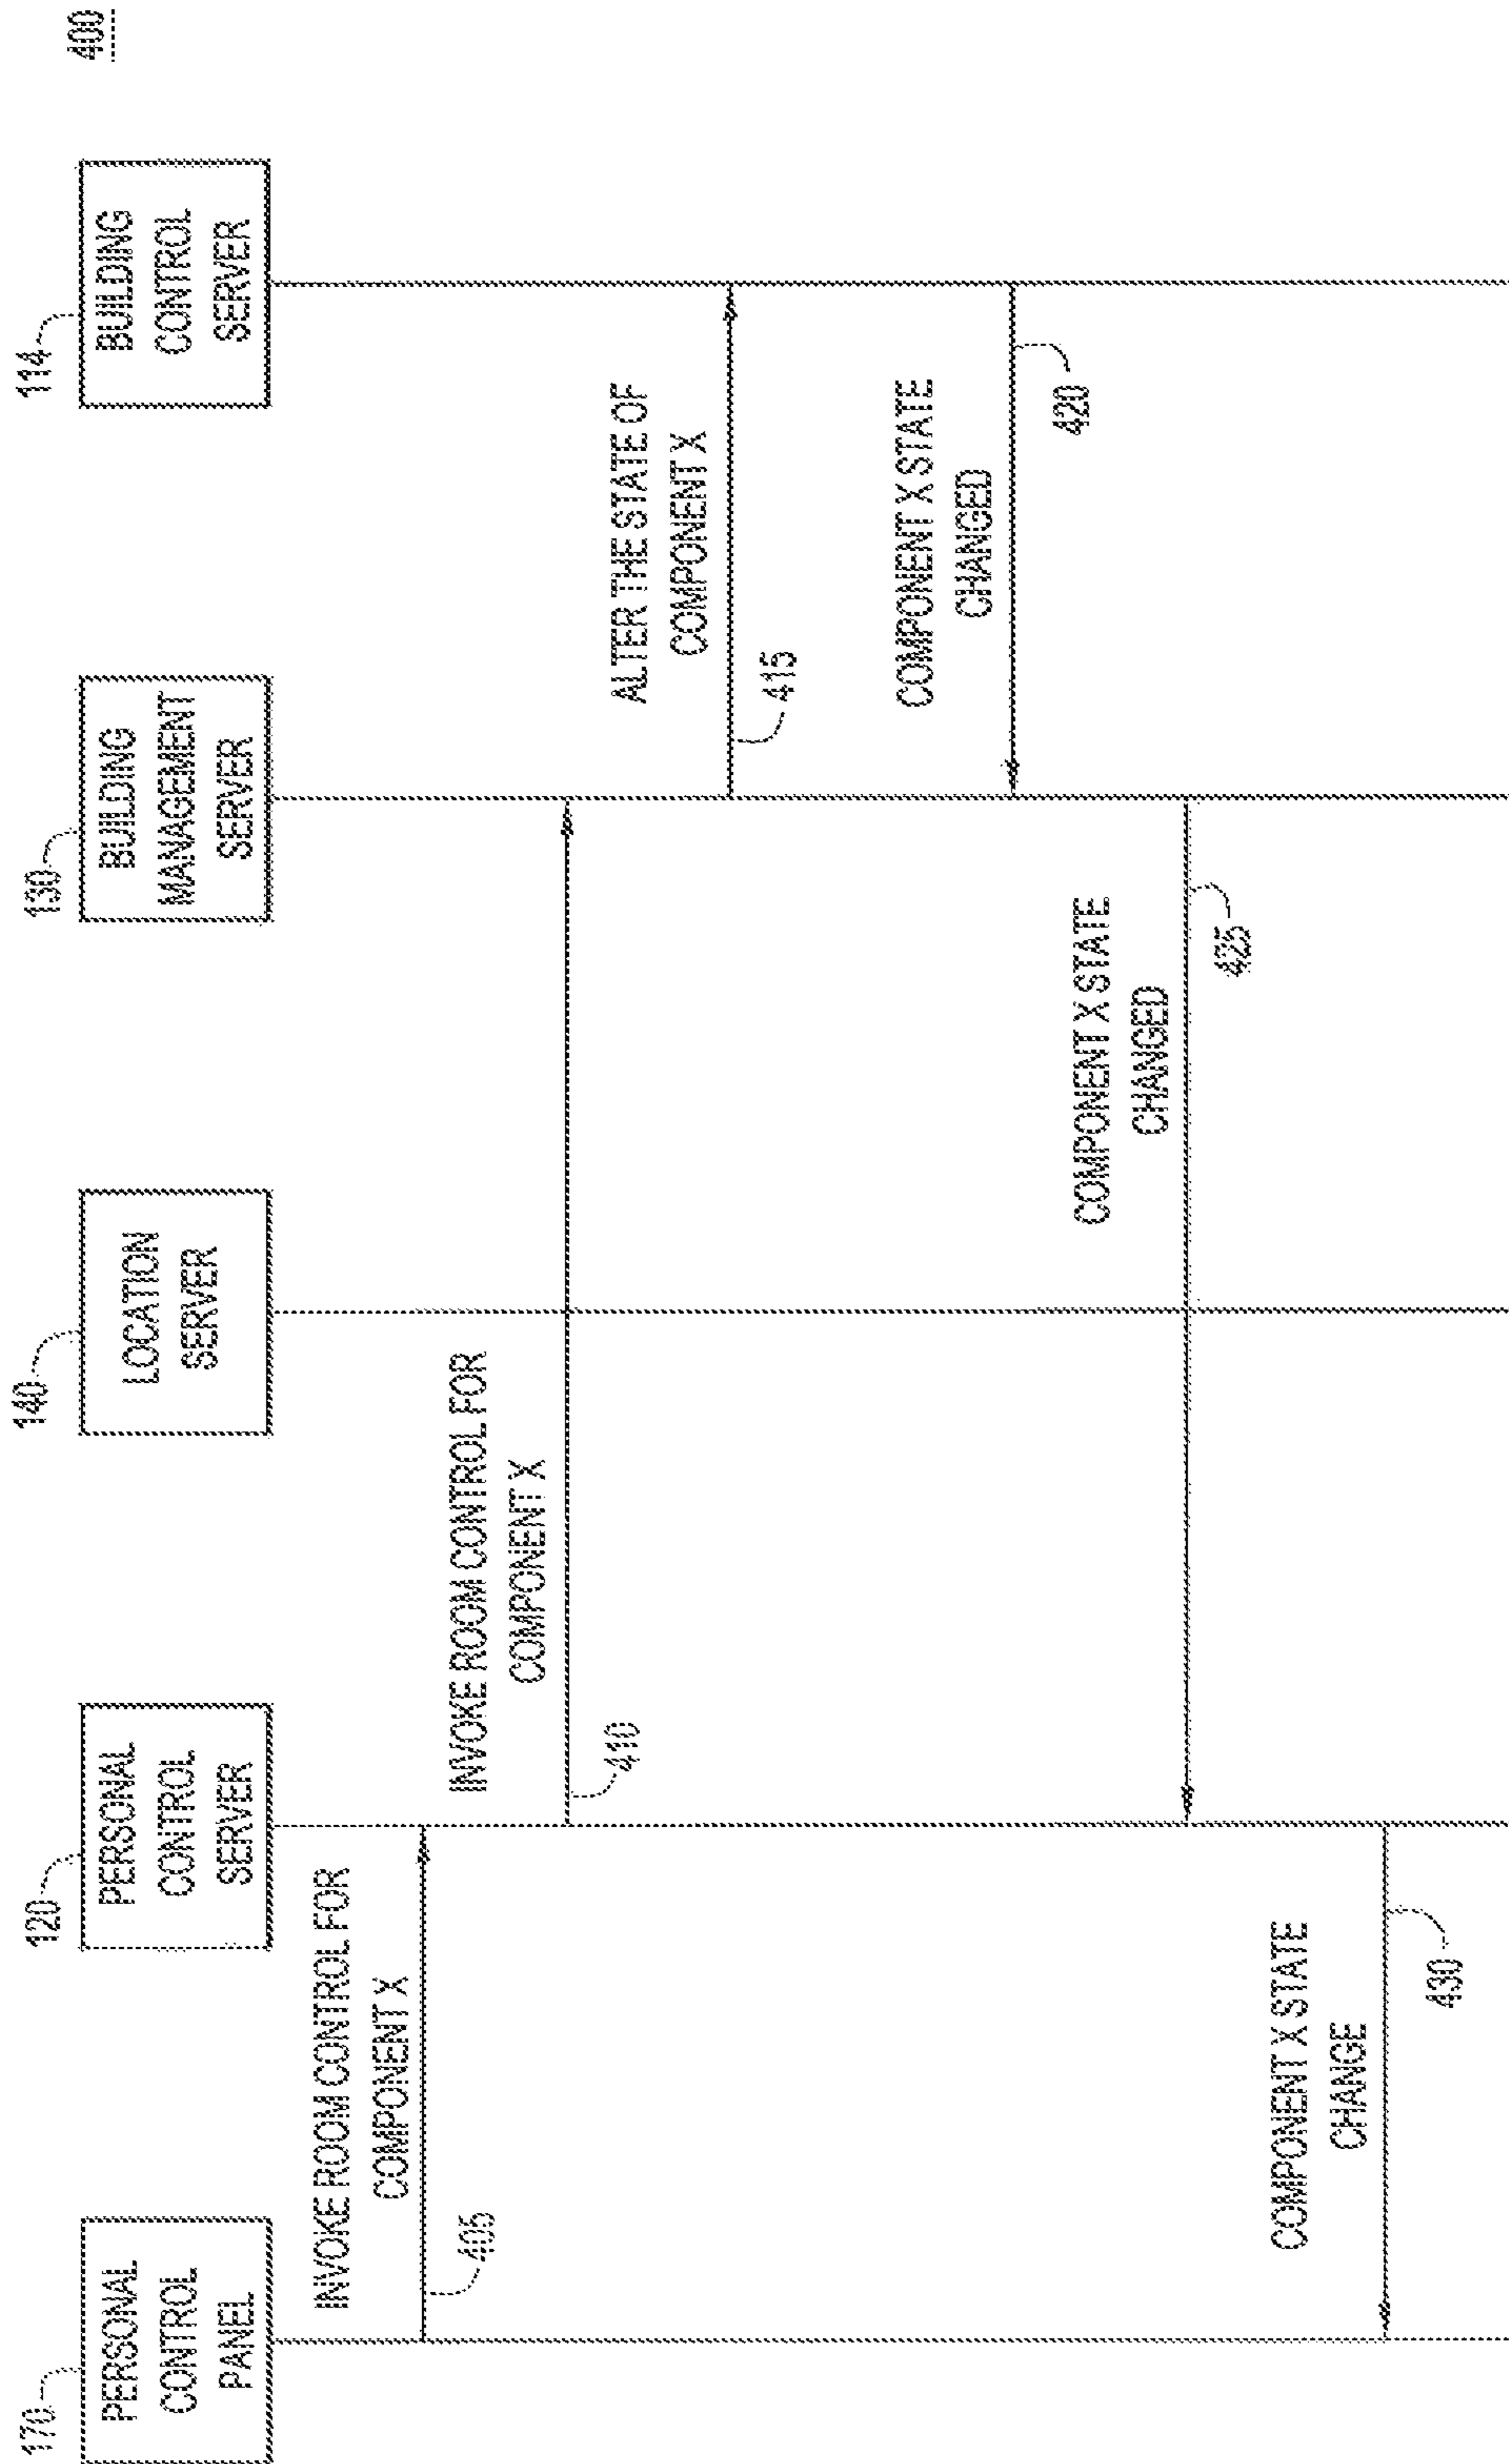 400
170
PERSONAL
CONTROL
PANEL
120
PERSONAL
CONTROL
SERVER
140
LOCATION
SERVER
130
BUILDING
MANAGEMENT
SERVER
114
BUILDING
CONTROL
SERVER
INVOKE ROOM CONTROL FOR
COMPONENT X
405
INVOKE ROOM CONTROL FOR
COMPONENT X
410
ALTER THE STATE OF
COMPONENT X
415
COMPONENT X STATE
CHANGED
420
COMPONENT X STATE
CHANGED
425
COMPONENT X STATE
CHANGE
430